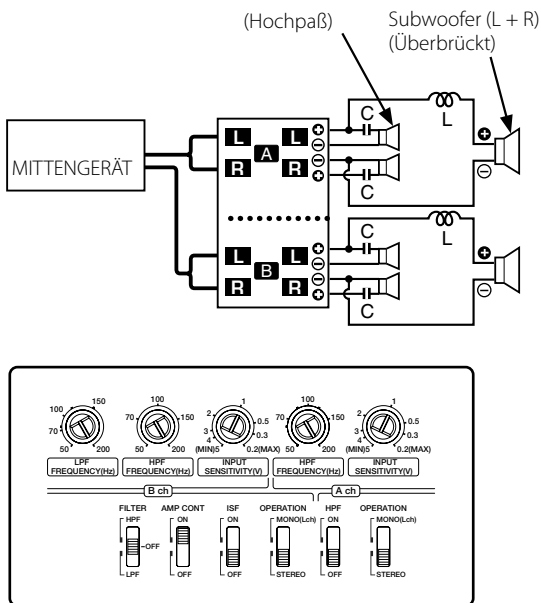 (Hochpaß)
Subwoofer (L + R)
(Überbrückt)
MITTENGERÄT
L L
A
R R
L L
B
R R
C
C
L
C
C
L
100 150
70
50 200
LPF
FREQUENCY(Hz)
100
70 150
50 200
HPF
FREQUENCY(Hz)
1
2
3 0.5
4 0.3
(MIN)5 0.2(MAX)
INPUT
SENSITIVITY(V)
100
70 150
50 200
HPF
FREQUENCY(Hz)
1
2
3 0.5
4 0.3
(MIN)5 0.2(MAX)
INPUT
SENSITIVITY(V)
B ch A ch
FILTER AMP CONT ISF OPERATION HPF OPERATION
HPF ON ON MONO(Lch) ON MONO(Lch)
OFF
LPF OFF OFF STEREO OFF STEREO